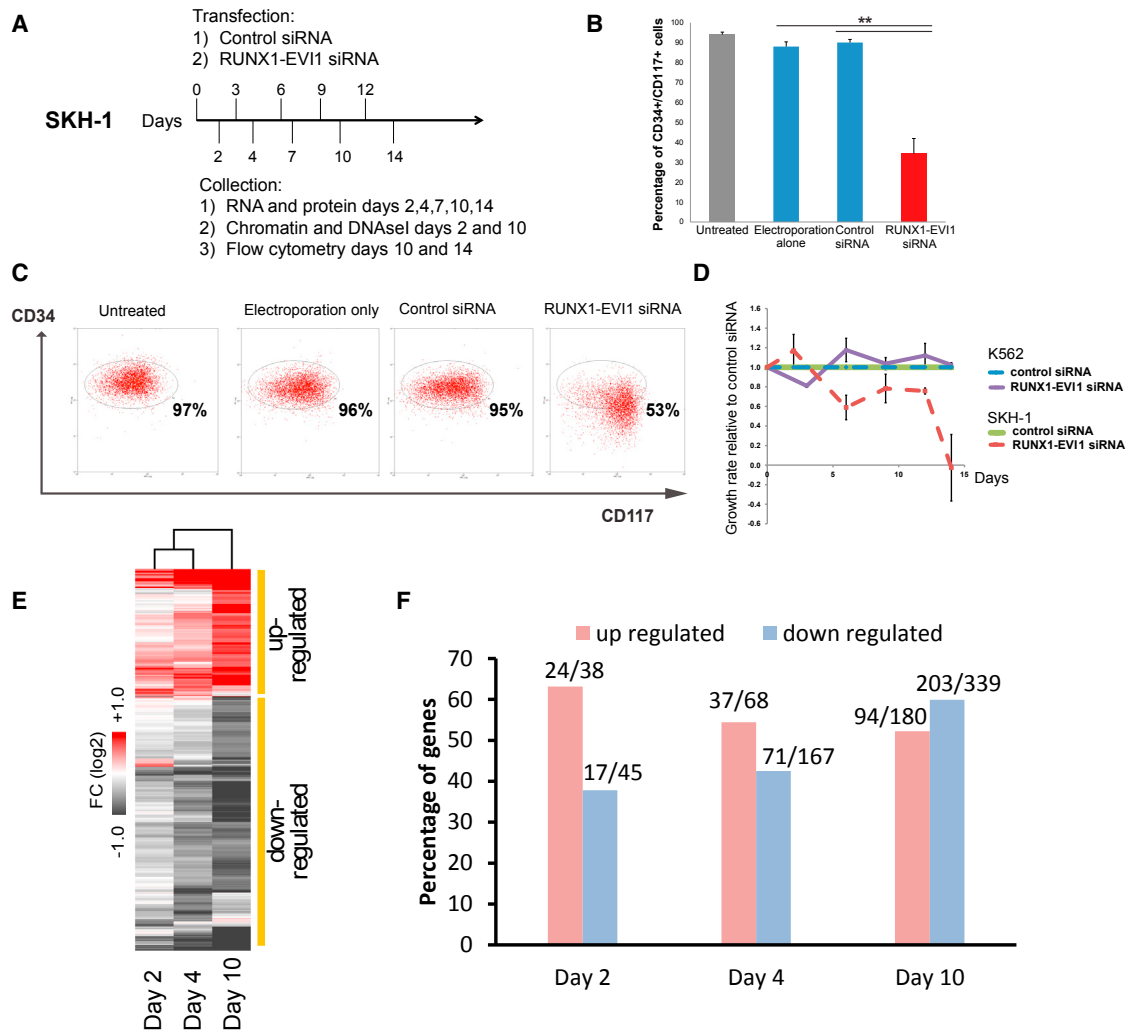 A
Transfection:
1) Control siRNA
2) RUNX1-EVI1 siRNA
0 3 6 9 12
SKH-1 Days
2 4 7 10 14
Collection:
1) RNA and protein days 2,4,7,10,14
2) Chromatin and DNAseI days 2 and 10
3) Flow cytometry days 10 and 14
B
Percentage of CD34+/CD117+ cells
100
90
80
70
60
50
40
30
20
10
0
**
Untreated
Electroporation alone
Control siRNA
RUNX1-EVI1 siRNA
C
CD34
Untreated
Electroporation only
Control siRNA
RUNX1-EVI1 siRNA
97%
96%
95%
53%
CD117
D
Growth rate relative to control siRNA
1.6
1.4
1.2
1.0
0.8
0.6
0.4
0.2
0.0
-0.2
-0.4
-0.6
0 5 10 15
Days
K562
control siRNA
RUNX1-EVI1 siRNA
SKH-1
control siRNA
RUNX1-EVI1 siRNA
E
FC (log2)
-1.0 +1.0
up-
regulated
down-
regulated
Day 2
Day 4
Day 10
F
up regulated
down regulated
Percentage of genes
70
60
50
40
30
20
10
0
24/38
17/45
37/68
71/167
94/180
203/339
Day 2
Day 4
Day 10